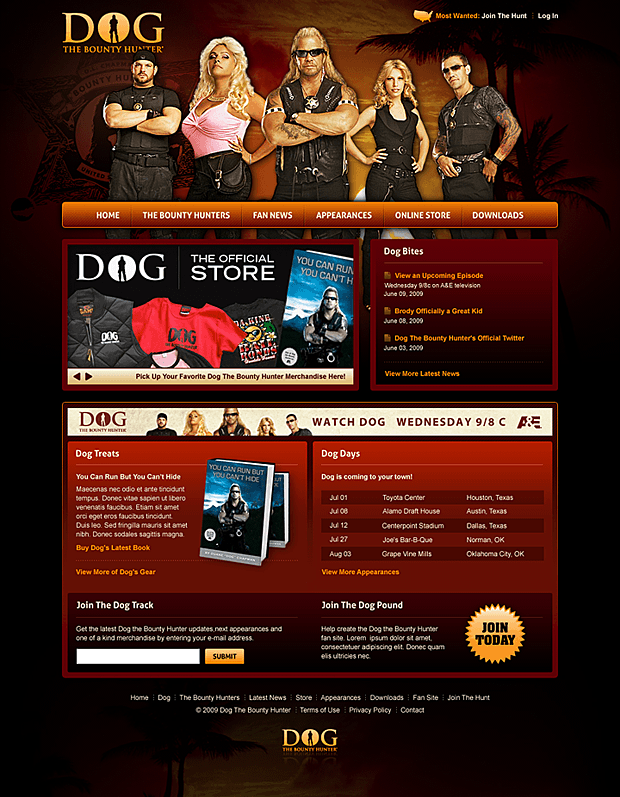 DOG
THE BOUNTY HUNTER
Most Wanted: Join The Hunt | Log In
HOME THE BOUNTY HUNTERS FAN NEWS APPEARANCES ONLINE STORE DOWNLOADS
DOG THE OFFICIAL STORE
YOU CAN RUN
YOU CAN'T H
DOG
Pick Up Your Favorite Dog The Bounty Hunter Merchandise Here!
Dog Bites
View an Upcoming Episode
Wednesday 9/8c on A&E television
June 09, 2009
Brody Officially a Great Kid
June 08, 2009
Dog The Bounty Hunter's Official Twitter
June 03, 2009
View More Latest News
DOG
THE BOUNTY HUNTER
WATCH DOG WEDNESDAY 9/8 C A&E
Dog Treats
You Can Run But You Can't Hide
Maecenas nec odio et ante tincidunt
tempus. Donec vitae sapien ut libero
venenatis faucibus. Etiam sit amet
orci eget eros faucibus tincidunt.
Duis leo. Sed fringilla mauris sit amet
nibh. Donec sodales sagittis magna.
Buy Dog's Latest Book
View More of Dog's Gear
YOU CAN RUN BUT
YOU CAN'T HIDE
Dog Days
Dog is coming to your town!
Jul 01 Toyota Center Houston, Texas
Jul 08 Alamo Draft House Austin, Texas
Jul 12 Centerpoint Stadium Dallas, Texas
Jul 27 Joe's Bar-B-Que Norman, OK
Aug 03 Grape Vine Mills Oklahoma City, OK
View More Appearances
Join The Dog Track
Get the latest Dog the Bounty Hunter updates,next appearances and
one of a kind merchandise by entering your e-mail address.
SUBMIT
Join The Dog Pound
Help create the Dog the Bounty Hunter
fan site. Lorem ipsum dolor sit amet,
consectetuer adipiscing elit. Donec quam
elis ultricies nec.
JOIN
TODAY
Home | Dog | The Bounty Hunters | Latest News | Store | Appearances | Downloads | Fan Site | Join The Hunt
© 2009 Dog The Bounty Hunter | Terms of Use | Privacy Policy | Contact
DOG
THE BOUNTY HUNTER